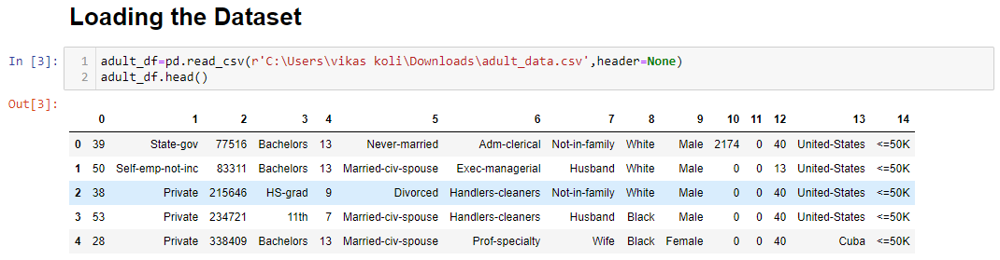 Loading the Dataset
In [3]: 1 adult_df=pd.read_csv(r'C:\Users\vikas koli\Downloads\adult_data.csv',header=None)
2 adult_df.head()
Out[3]:
0 1 2 3 4 5 6 7 8 9 10 11 12 13 14
0 39 State-gov 77516 Bachelors 13 Never-married Adm-clerical Not-in-family White Male 2174 0 40 United-States <=50K
1 50 Self-emp-not-inc 83311 Bachelors 13 Married-civ-spouse Exec-managerial Husband White Male 0 0 13 United-States <=50K
2 38 Private 215646 HS-grad 9 Divorced Handlers-cleaners Not-in-family White Male 0 0 40 United-States <=50K
3 53 Private 234721 11th 7 Married-civ-spouse Handlers-cleaners Husband Black Male 0 0 40 United-States <=50K
4 28 Private 338409 Bachelors 13 Married-civ-spouse Prof-specialty Wife Black Female 0 0 40 Cuba <=50K